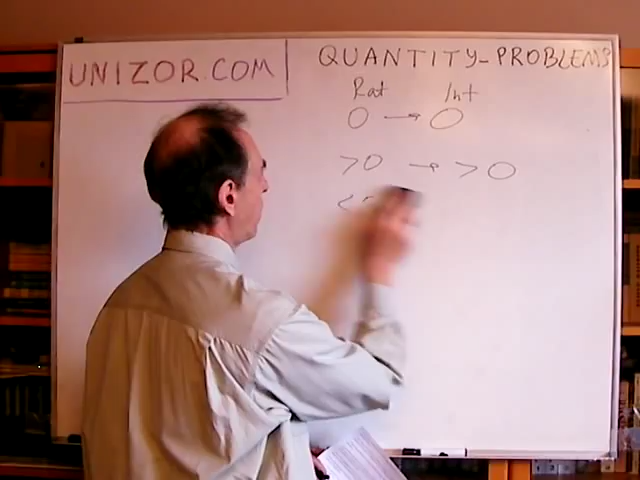 UNIZOR.COM
QUANTITY-PROBLEMS
Rat Int
0 → 0
>0 → >0
<